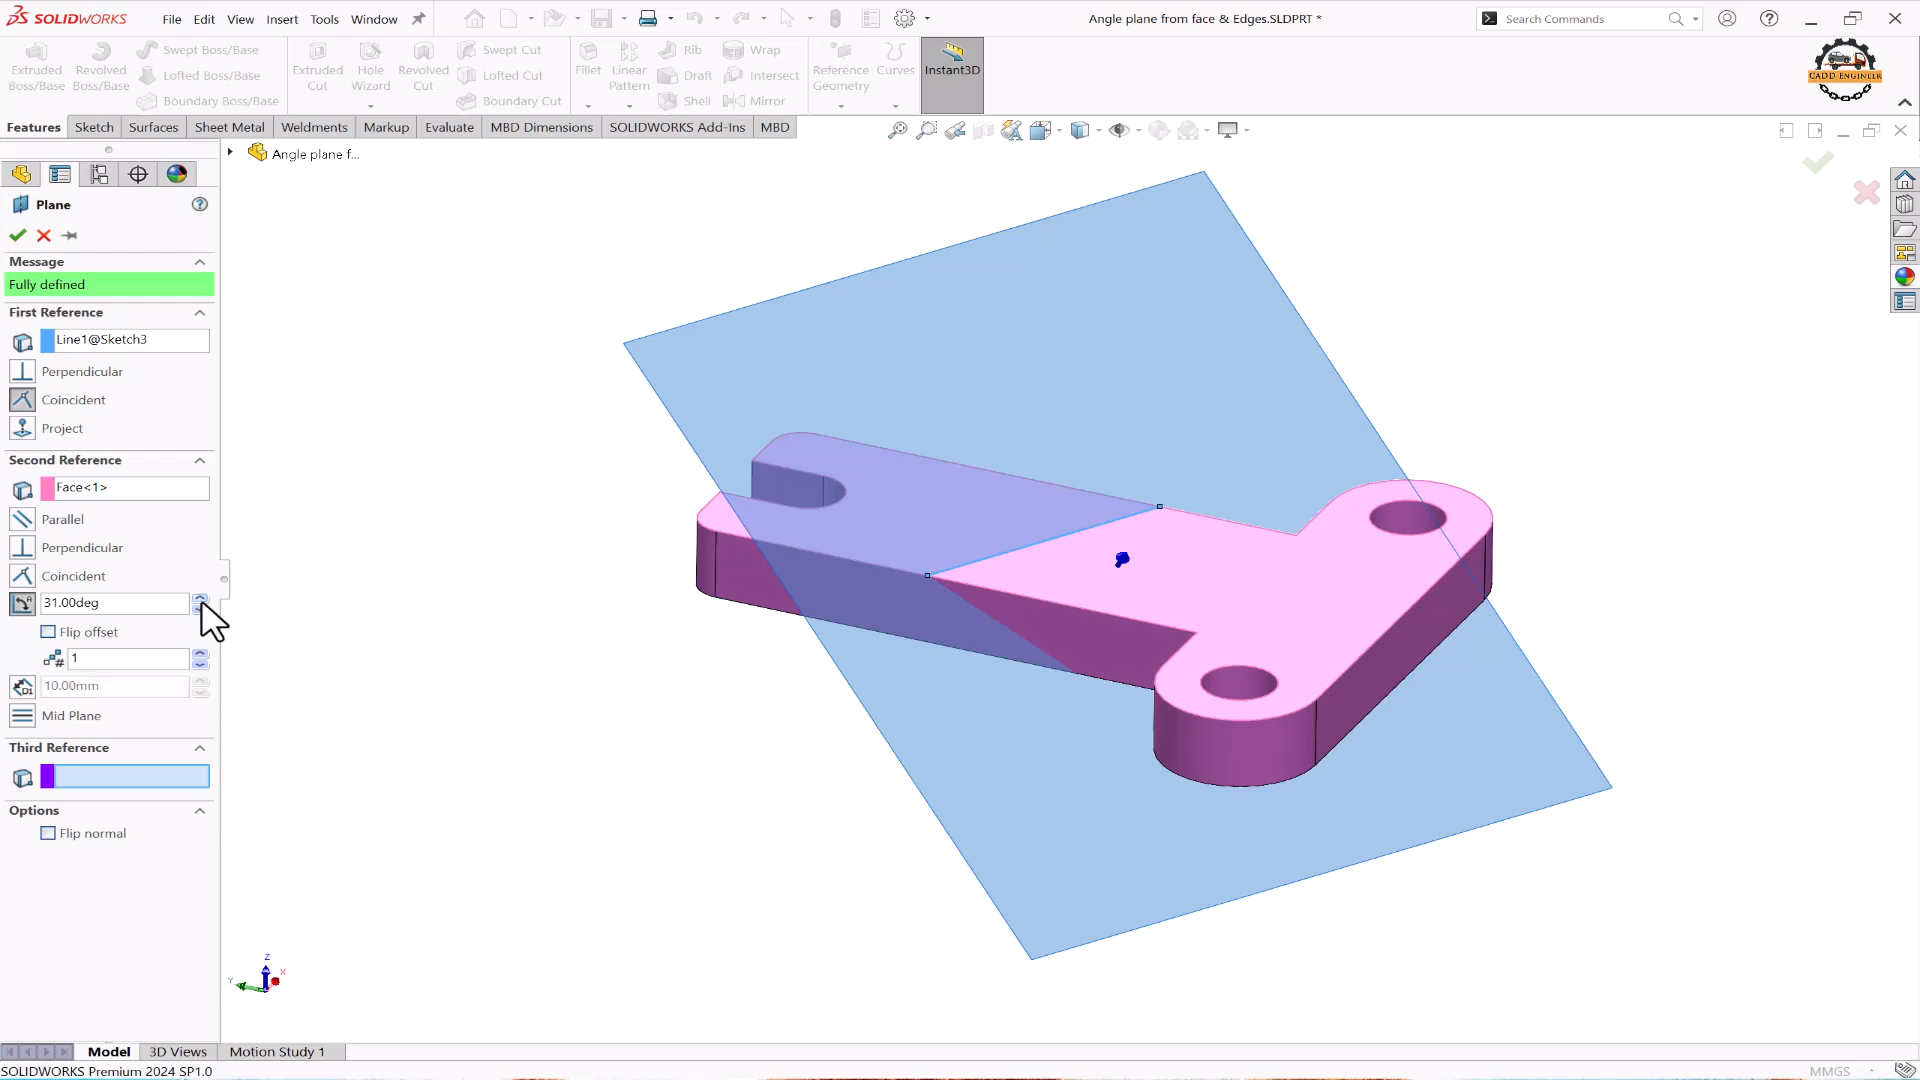 SOLIDWORKS
File Edit View Insert Tools Window
Angle plane from face & Edges.SLDPRT *
Search Commands
Extruded Boss/Base
Revolved Boss/Base
Swept Boss/Base
Lofted Boss/Base
Boundary Boss/Base
Extruded Cut
Hole Wizard
Revolved Cut
Swept Cut
Lofted Cut
Boundary Cut
Fillet
Linear Pattern
Rib
Draft
Shell
Wrap
Intersect
Mirror
Reference Geometry
Curves
Instant3D
CADD ENGINEER
Features Sketch Surfaces Sheet Metal Weldments Markup Evaluate MBD Dimensions SOLIDWORKS Add-Ins MBD
Angle plane f...
Plane
Message
Fully defined
First Reference
Line1@Sketch3
Perpendicular
Coincident
Project
Second Reference
Face<1>
Parallel
Perpendicular
Coincident
31.00deg
Flip offset
# 1
10.00mm
Mid Plane
Third Reference
Options
Flip normal
Z
X
Y
Model 3D Views Motion Study 1
SOLIDWORKS Premium 2024 SP1.0
MMGS